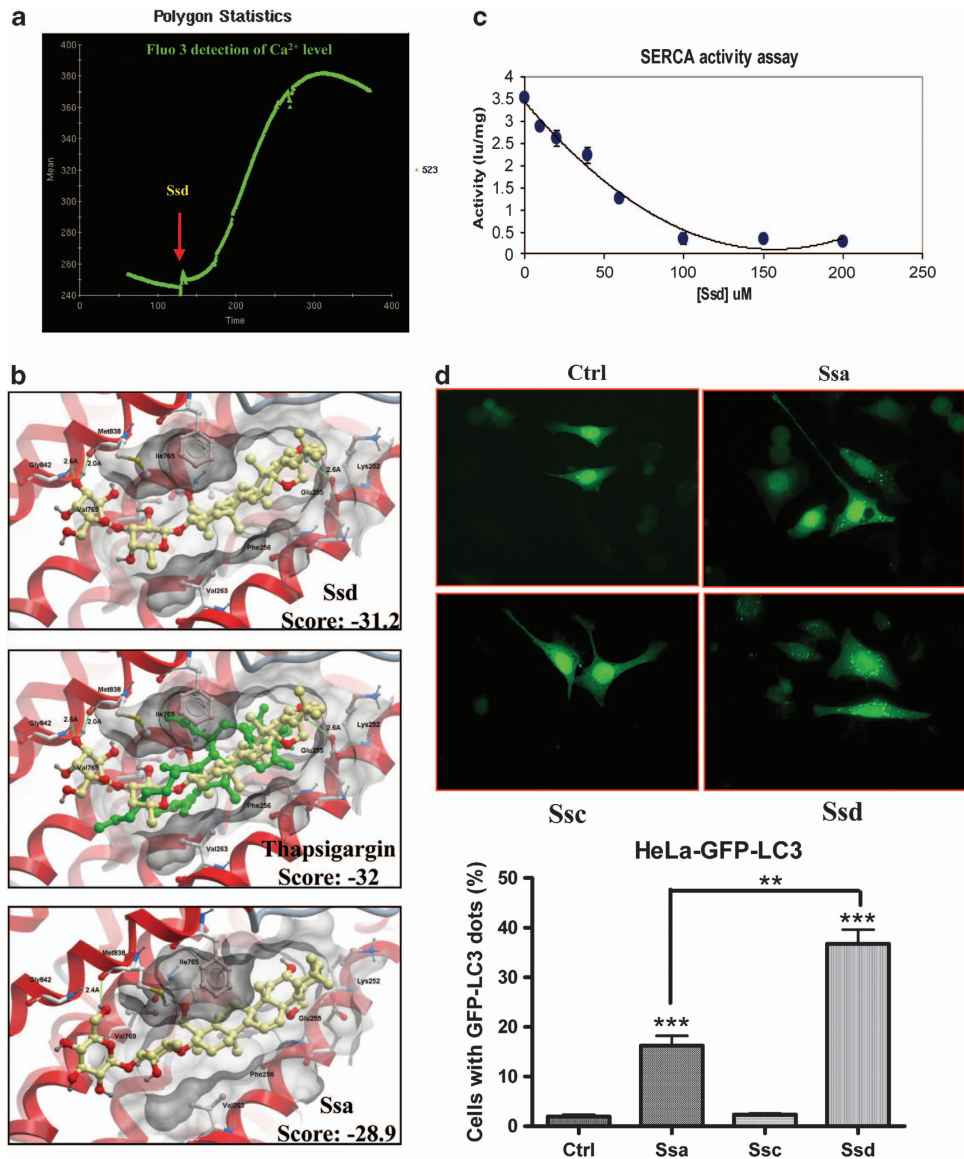 a
Polygon Statistics
Fluo 3 detection of Ca²⁺ level
400
380
360
340
320
300
280
260
240
Mean
Ssd
523
0
100
200
300
400
Time
b
Met838
Gly842
2.6A
2.0A
Ile765
Val769
2.6A
Lys252
Glu255
Phe256
Val263
Ssd
Score: -31.2
Met838
Gly842
2.6A
2.0A
Ile765
Val769
2.6A
Lys252
Glu255
Phe256
Val263
Thapsigargin
Score: -32
Met838
Gly842
2.4A
Ile765
Val769
Lys252
Glu255
Phe256
Val263
Ssa
Score: -28.9
c
SERCA activity assay
4
3.5
3
2.5
2
1.5
1
0.5
0
Activity (Iu/mg)
0
50
100
150
200
250
[Ssd] uM
d
Ctrl
Ssa
Ssc
Ssd
HeLa-GFP-LC3
Cells with GFP-LC3 dots (%)
50
40
30
20
10
0
**
***
***
Ctrl
Ssa
Ssc
Ssd